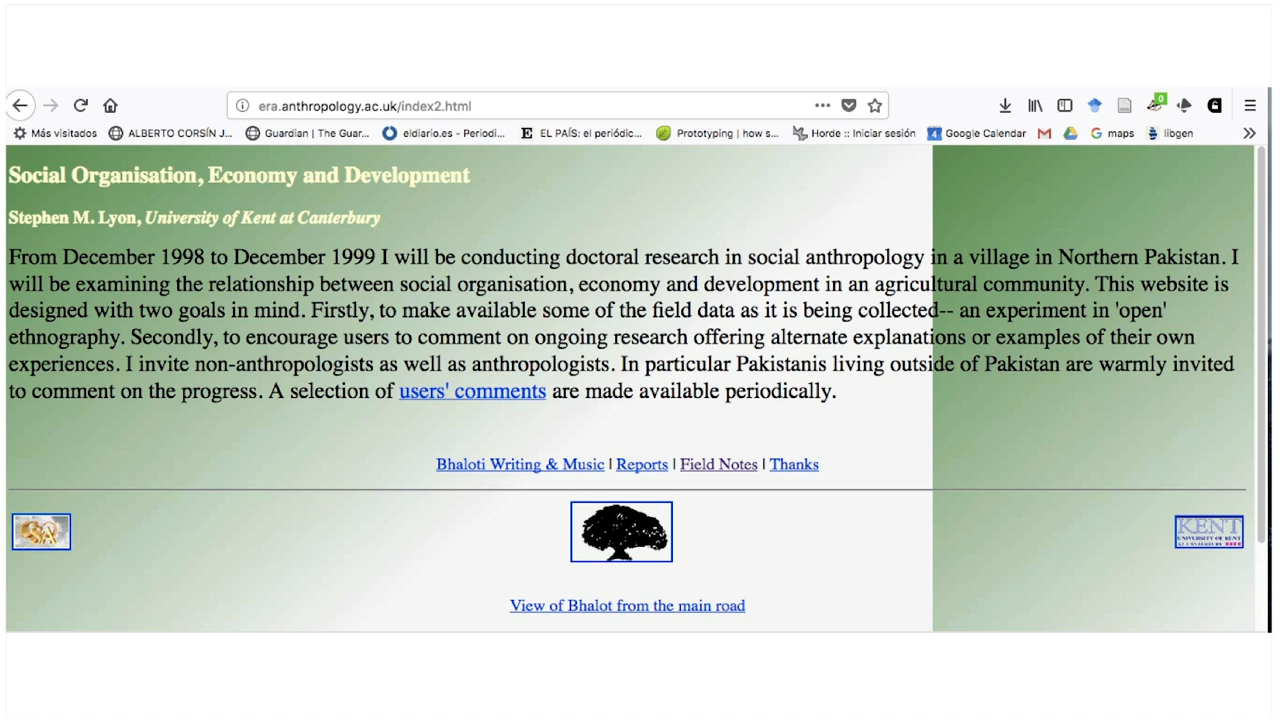 era.anthropology.ac.uk/index2.html
0
Más visitados ALBERTO CORSÍN J... Guardian | The Guar... eldiario.es - Periodi... E EL PAÍS: el periódic... Prototyping | how s... Horde :: Iniciar sesión 4 Google Calendar M G maps libgen
Social Organisation, Economy and Development
Stephen M. Lyon, University of Kent at Canterbury
From December 1998 to December 1999 I will be conducting doctoral research in social anthropology in a village in Northern Pakistan. I
will be examining the relationship between social organisation, economy and development in an agricultural community. This website is
designed with two goals in mind. Firstly, to make available some of the field data as it is being collected-- an experiment in 'open'
ethnography. Secondly, to encourage users to comment on ongoing research offering alternate explanations or examples of their own
experiences. I invite non-anthropologists as well as anthropologists. In particular Pakistanis living outside of Pakistan are warmly invited
to comment on the progress. A selection of users' comments are made available periodically.
Bhaloti Writing & Music | Reports | Field Notes | Thanks
KENT
UNIVERSITY OF KENT
AT CANTERBURY
View of Bhalot from the main road